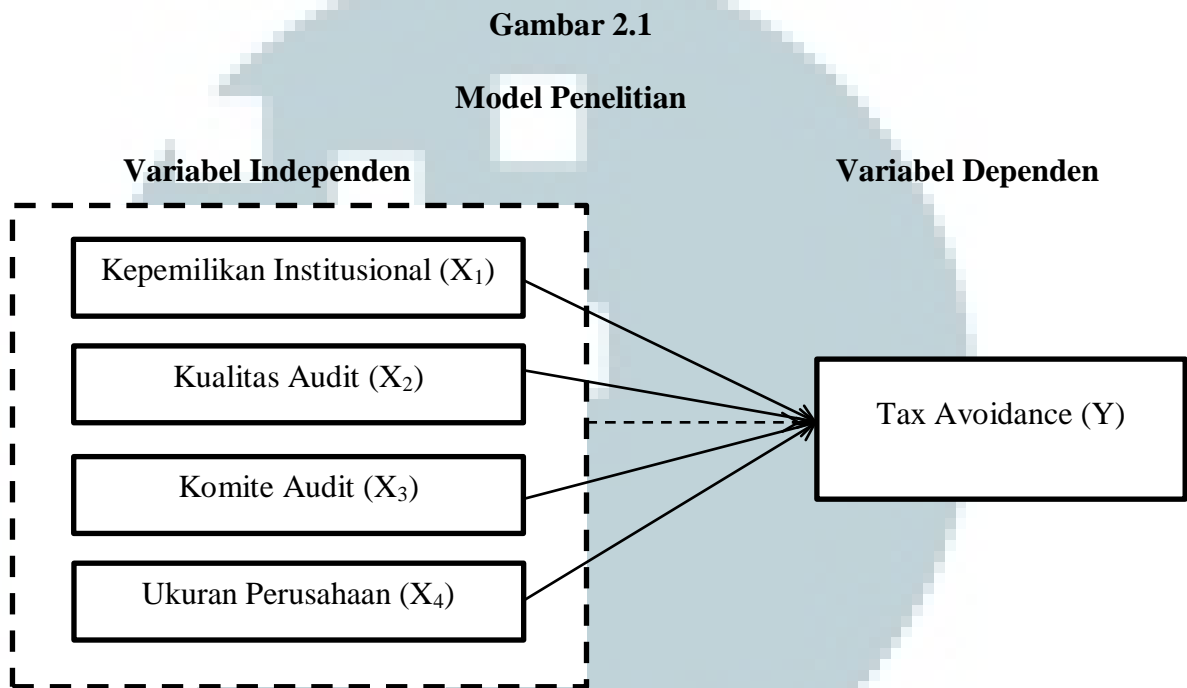 Gambar 2.1
Model Penelitian
Variabel Independen
Variabel Dependen
Kepemilikan Institusional (X₁)
Kualitas Audit (X₂)
Komite Audit (X₃)
Ukuran Perusahaan (X₄)
Tax Avoidance (Y)